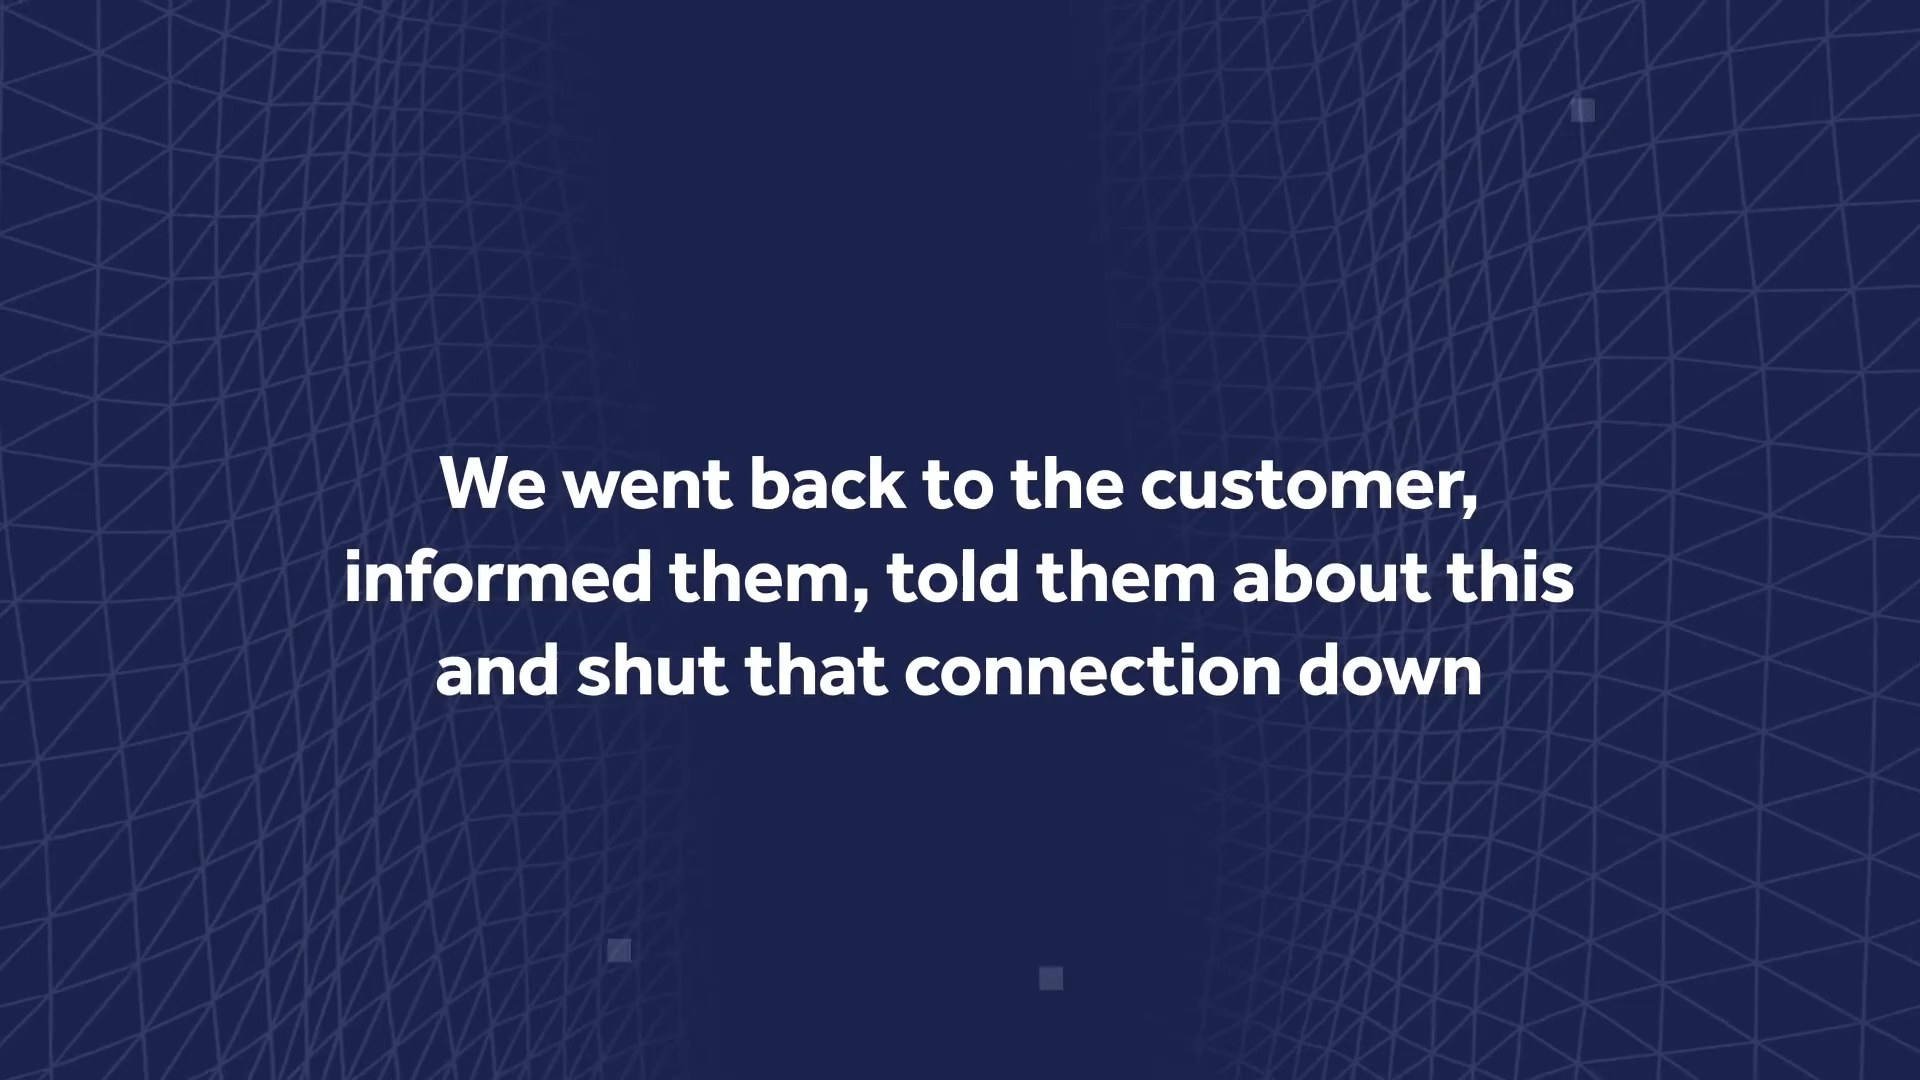 We went back to the customer,
informed them, told them about this
and shut that connection down